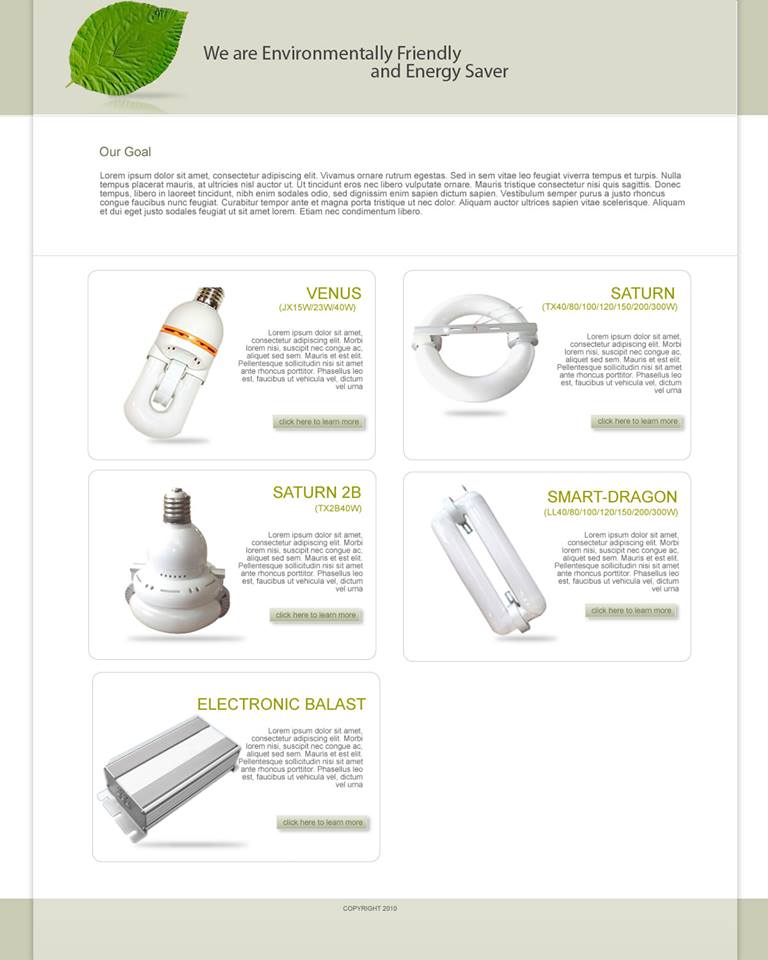 We are Environmentally Friendly
and Energy Saver
Our Goal
Lorem ipsum dolor sit amet, consectetur adipiscing elit. Vivamus ornare rutrum egestas. Sed in sem vitae leo feugiat viverra tempus et turpis. Nulla
tempus placerat mauris, at ultricies nisl auctor ut. Ut tincidunt eros nec libero vulputate ornare. Mauris tristique consectetur nisi quis sagittis. Donec
tempus, libero in laoreet tincidunt, nibh enim sodales odio, sed dignissim enim sapien dictum sapien. Vestibulum semper purus a justo rhoncus
congue faucibus nunc feugiat. Curabitur tempor ante et magna porta tristique ut nec dolor. Aliquam auctor ultrices sapien vitae scelerisque. Aliquam
et dui eget justo sodales feugiat ut sit amet lorem. Etiam nec condimentum libero.
VENUS
(JX15W/23W/40W)
Lorem ipsum dolor sit amet,
consectetur adipiscing elit. Morbi
lorem nisi, suscipit nec congue ac,
aliquet sed sem. Mauris et est elit.
Pellentesque sollicitudin nisi sit amet
ante rhoncus porttitor. Phasellus leo
est, faucibus ut vehicula vel, dictum
vel urna
click here to learn more
SATURN
(TX40/80/100/120/150/200/300W)
Lorem ipsum dolor sit amet,
consectetur adipiscing elit. Morbi
lorem nisi, suscipit nec congue ac,
aliquet sed sem. Mauris et est elit.
Pellentesque sollicitudin nisi sit amet
ante rhoncus porttitor. Phasellus leo
est, faucibus ut vehicula vel, dictum
vel urna
click here to learn more
SATURN 2B
(TX2B40W)
Lorem ipsum dolor sit amet,
consectetur adipiscing elit. Morbi
lorem nisi, suscipit nec congue ac,
aliquet sed sem. Mauris et est elit.
Pellentesque sollicitudin nisi sit amet
ante rhoncus porttitor. Phasellus leo
est, faucibus ut vehicula vel, dictum
vel urna
click here to learn more
SMART-DRAGON
(LL40/80/100/120/150/200/300W)
Lorem ipsum dolor sit amet,
consectetur adipiscing elit. Morbi
lorem nisi, suscipit nec congue ac,
aliquet sed sem. Mauris et est elit.
Pellentesque sollicitudin nisi sit amet
ante rhoncus porttitor. Phasellus leo
est, faucibus ut vehicula vel, dictum
vel urna
click here to learn more
ELECTRONIC BALAST
Lorem ipsum dolor sit amet,
consectetur adipiscing elit. Morbi
lorem nisi, suscipit nec congue ac,
aliquet sed sem. Mauris et est elit.
Pellentesque sollicitudin nisi sit amet
ante rhoncus porttitor. Phasellus leo
est, faucibus ut vehicula vel, dictum
vel urna
click here to learn more
COPYRIGHT 2010